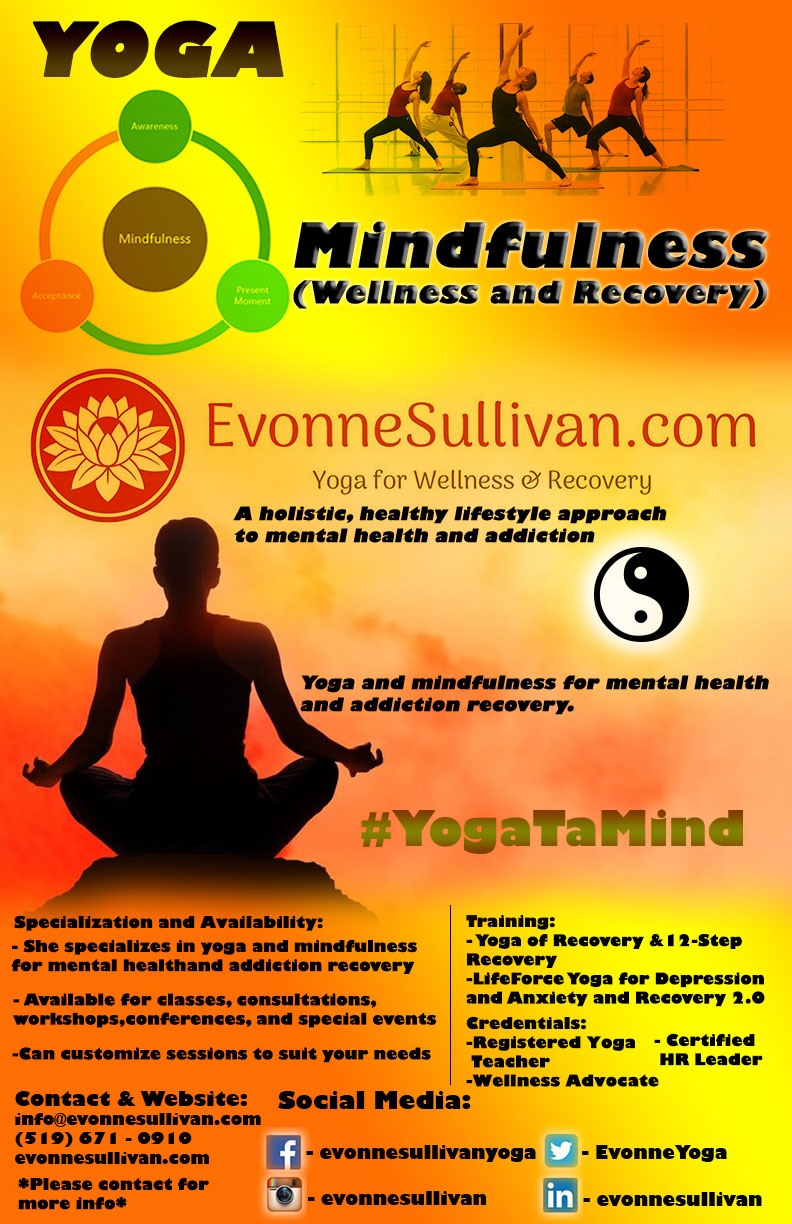 YOGA
Awareness
Mindfulness
Acceptance
Present
Moment
Mindfulness
(Wellness and Recovery)
EvonneSullivan.com
Yoga for Wellness & Recovery
A holistic, healthy lifestyle approach
to mental health and addiction
Yoga and mindfulness for mental health
and addiction recovery.
#YogaTaMind
Specialization and Availability:
- She specializes in yoga and mindfulness
for mental healthand addiction recovery
- Available for classes, consultations,
workshops,conferences, and special events
-Can customize sessions to suit your needs
Training:
- Yoga of Recovery &12-Step
Recovery
-LifeForce Yoga for Depression
and Anxiety and Recovery 2.0
Credentials:
-Registered Yoga
Teacher
- Certified
HR Leader
-Wellness Advocate
Contact & Website:
info@evonnesullivan.com
(519) 671 - 0910
evonnesullivan.com
*Please contact for
more info*
Social Media:
f - evonnesullivanyoga
- EvonneYoga
- evonnesullivan
in - evonnesullivan